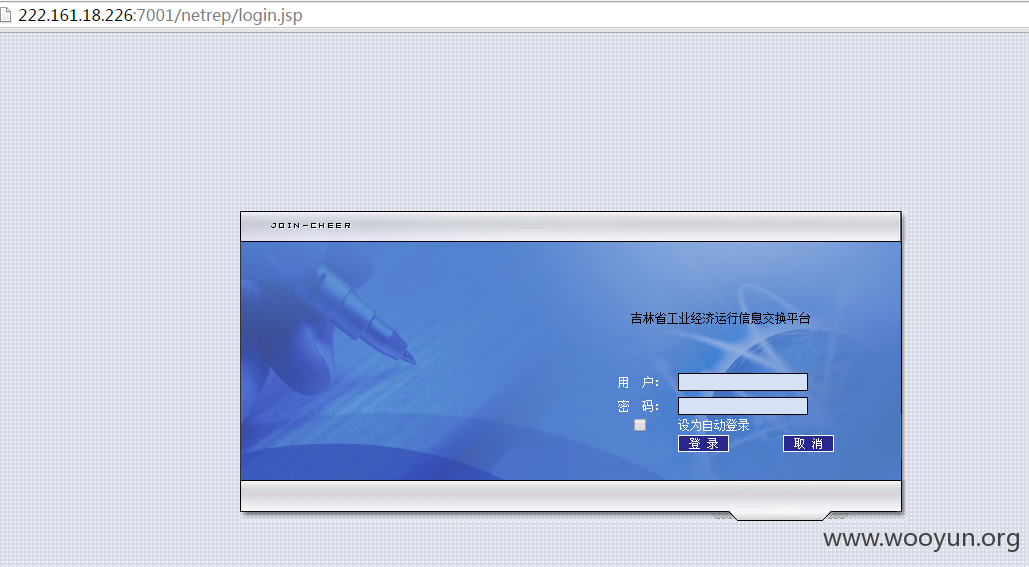 222.161.18.226:7001/netrep/login.jsp
JOIN-CHEER
吉林省工业经济运行信息交换平台
用 户:
密 码:
设为自动登录
登 录 取 消
www.wooyun.org